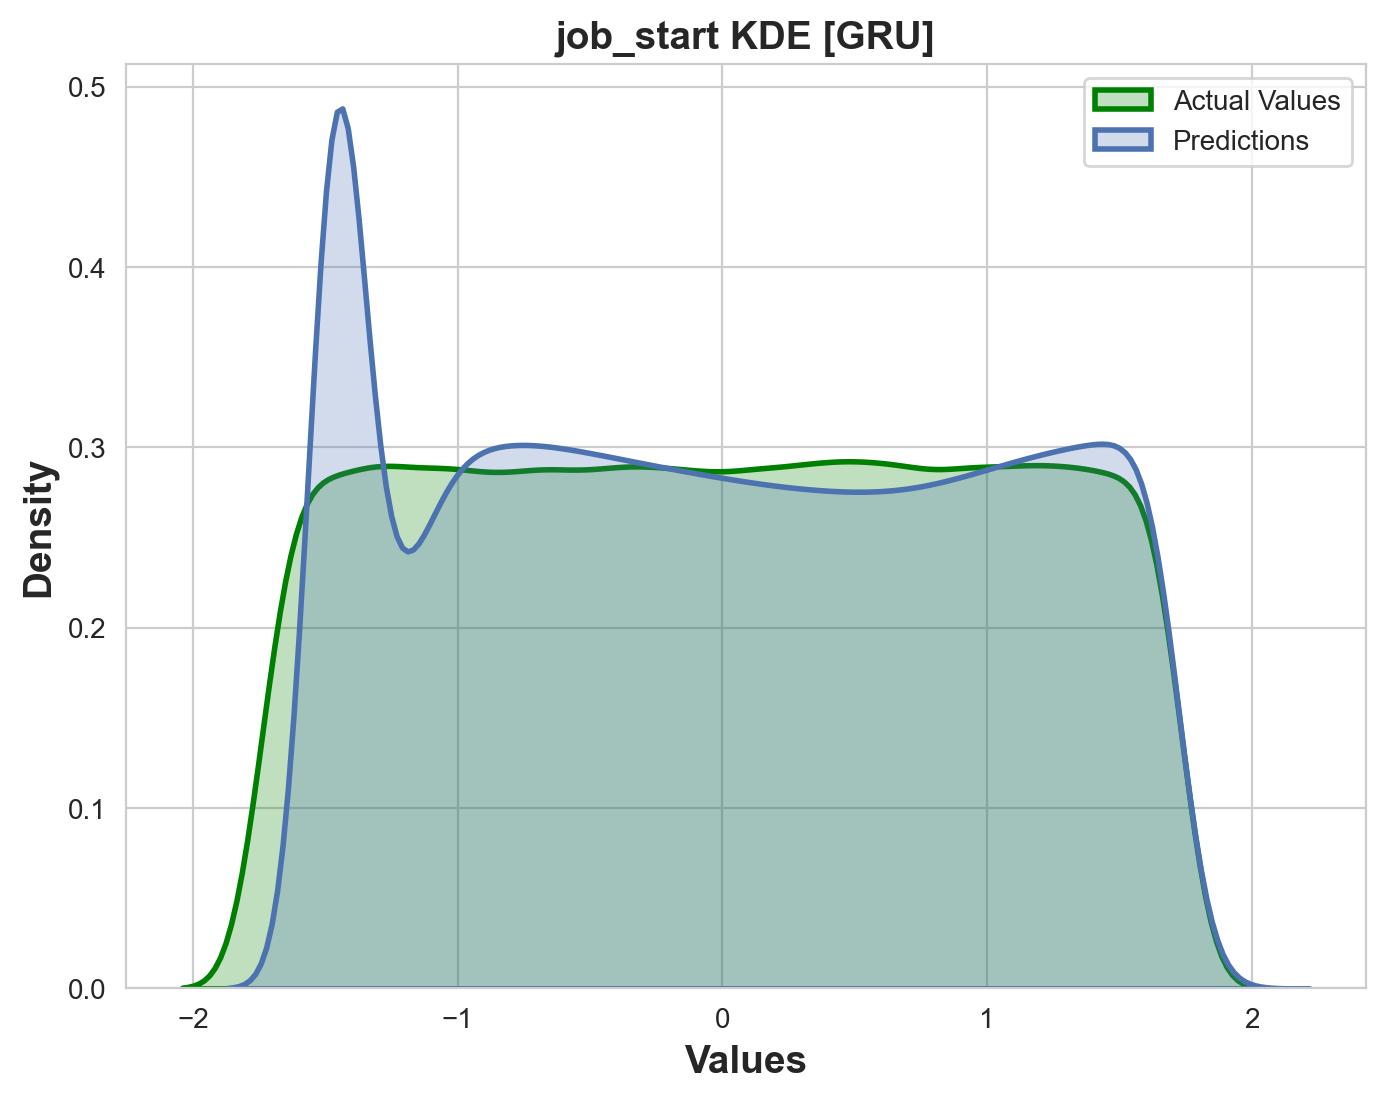 job_start KDE [GRU]
Actual Values
Predictions
Density
0.5
0.4
0.3
0.2
0.1
0.0
−2
−1
0
1
2
Values